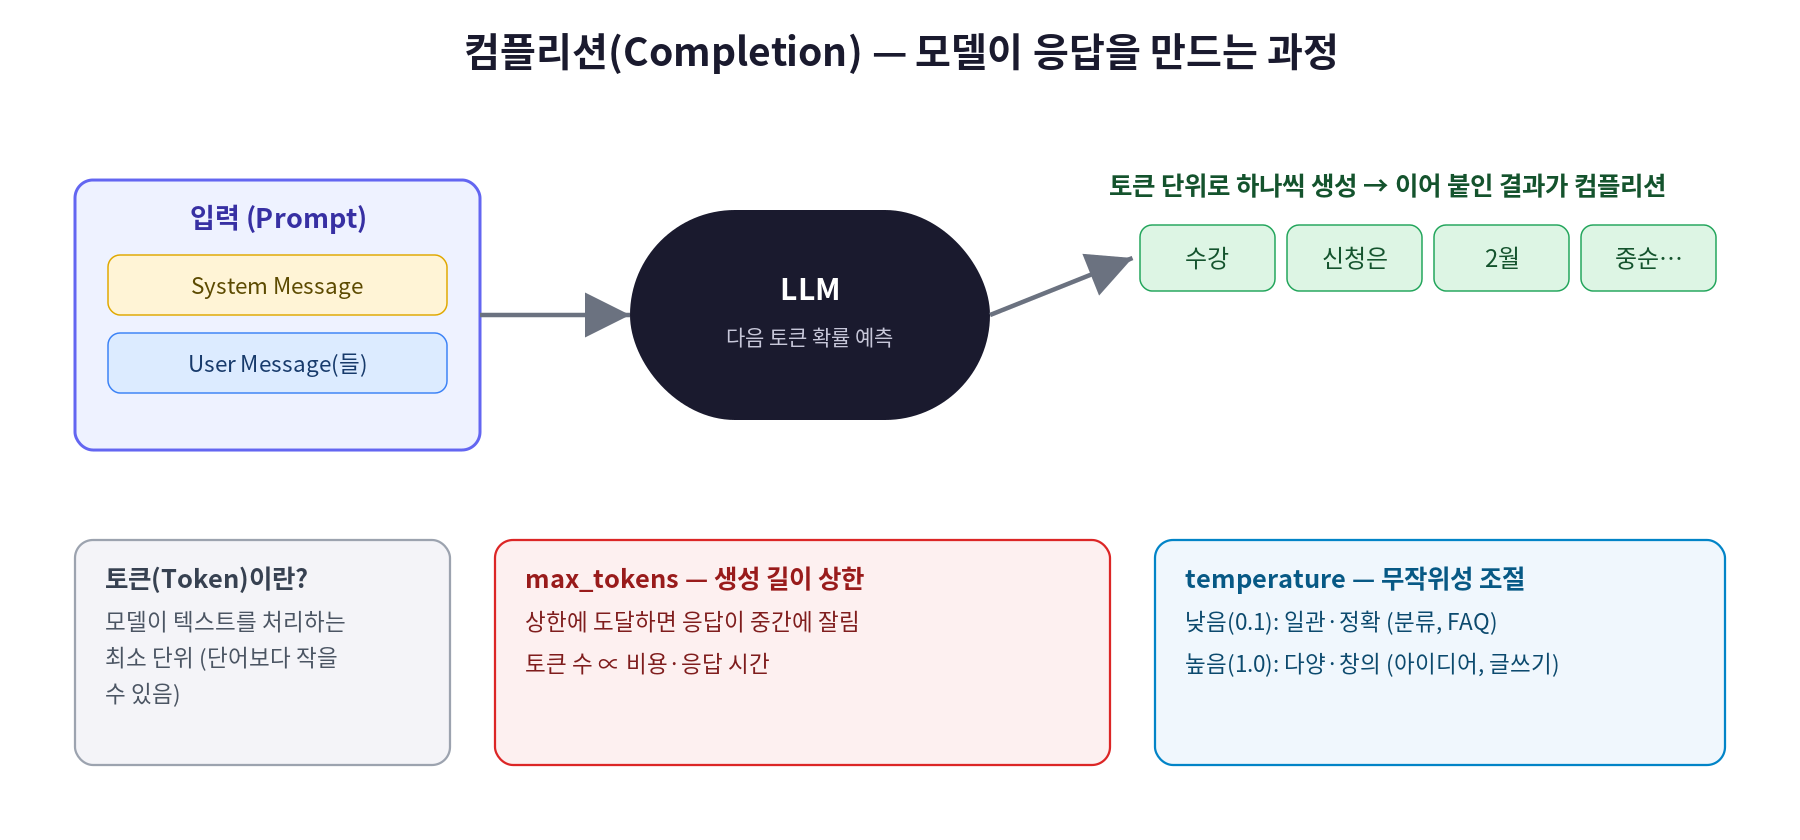 컴플리션(Completion) — 모델이 응답을 만드는 과정
입력 (Prompt)
System Message
User Message(들)
LLM
다음 토큰 확률 예측
토큰 단위로 하나씩 생성 → 이어 붙인 결과가 컴플리션
수강
신청은
2월
중순…
토큰(Token)이란?
모델이 텍스트를 처리하는
최소 단위 (단어보다 작을
수 있음)
max_tokens — 생성 길이 상한
상한에 도달하면 응답이 중간에 잘림
토큰 수 ∝ 비용·응답 시간
temperature — 무작위성 조절
낮음(0.1): 일관·정확 (분류, FAQ)
높음(1.0): 다양·창의 (아이디어, 글쓰기)